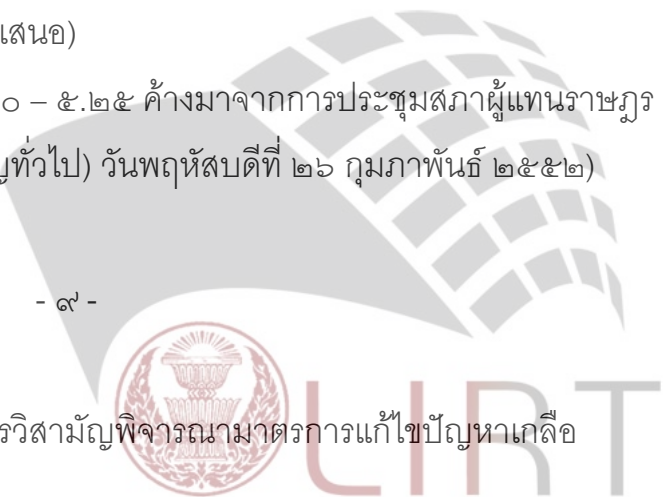 เสนอ)
๐ – ๕.๒๕ ค้างมาจากการประชุมสภาผู้แทนราษฎร
ทั่วไป) วันพฤหัสบดีที่ ๒๖ กุมภาพันธ์ ๒๕๕๒)
- ๙ -
รวิสามัญพิจารณามาตรการแก้ไขปัญหาเกลือ
LIRT